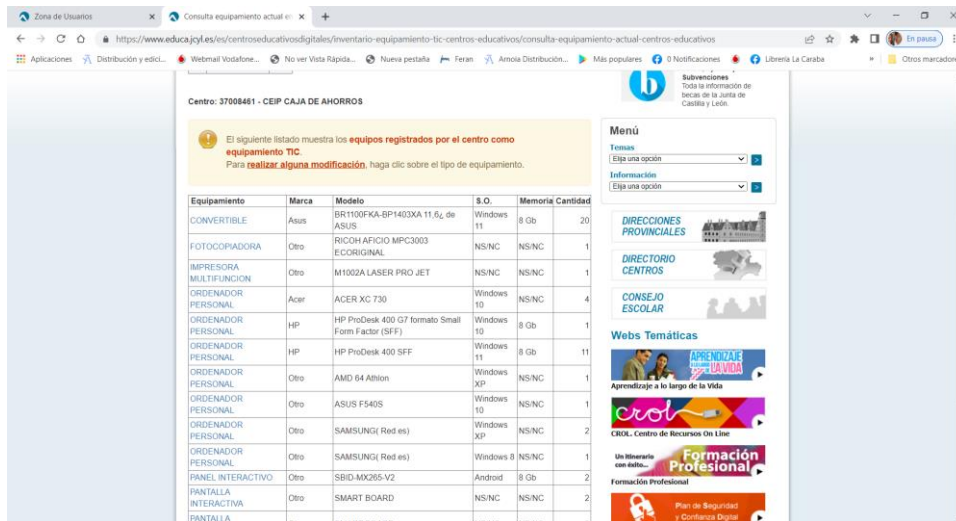 Zona de Usuarios
Consulta equipamiento actual en
https://www.educa.jcyl.es/es/centroseducativosdigitales/inventario-equipamiento-tic-centros-educativos/consulta-equipamiento-actual-centros-educativos
En pausa
Aplicaciones
Distribución y edici...
Webmail Vodafone...
No ver Vista Rápida...
Nueva pestaña
Feran
Arnoia Distribución...
Más populares
0 Notificaciones
Librería La Caraba
»
Otros marcadores
Centro: 37008461 - CEIP CAJA DE AHORROS
El siguiente listado muestra los equipos registrados por el centro como
equipamiento TIC.
Para realizar alguna modificación, haga clic sobre el tipo de equipamiento.
Equipamiento Marca Modelo S.O. Memoria Cantidad
CONVERTIBLE Asus BR1100FKA-BP1403XA 11,6¿ de ASUS Windows 11 8 Gb 20
FOTOCOPIADORA Otro RICOH AFICIO MPC3003 ECORIGINAL NS/NC NS/NC 1
IMPRESORA MULTIFUNCION Otro M1002A LASER PRO JET NS/NC NS/NC 1
ORDENADOR PERSONAL Acer ACER XC 730 Windows 10 NS/NC 4
ORDENADOR PERSONAL HP HP ProDesk 400 G7 formato Small Form Factor (SFF) Windows 10 8 Gb 1
ORDENADOR PERSONAL HP HP ProDesk 400 SFF Windows 11 8 Gb 11
ORDENADOR PERSONAL Otro AMD 64 Athlon Windows XP NS/NC 1
ORDENADOR PERSONAL Otro ASUS F540S Windows 10 NS/NC 1
ORDENADOR PERSONAL Otro SAMSUNG( Red es) Windows XP NS/NC 2
ORDENADOR PERSONAL Otro SAMSUNG( Red es) Windows 8 NS/NC 1
PANEL INTERACTIVO Otro SBID-MX265-V2 Android 8 Gb 2
PANTALLA INTERACTIVA Otro SMART BOARD NS/NC NS/NC 2
PANTALLA
b
Subvenciones
Toda la información de
becas de la Junta de
Castilla y León.
Menú
Temas
Elija una opción
Información
Elija una opción
DIRECCIONES
PROVINCIALES
DIRECTORIO
CENTROS
CONSEJO
ESCOLAR
Webs Temáticas
APRENDIZAJE
A LO LARGO DE LA VIDA
Aprendizaje a lo largo de la Vida
crol
CROL. Centro de Recursos On Line
Un itinerario
con éxito...
Formación
Profesional
Formación Profesional
Plan de Seguridad
y Confianza Digital